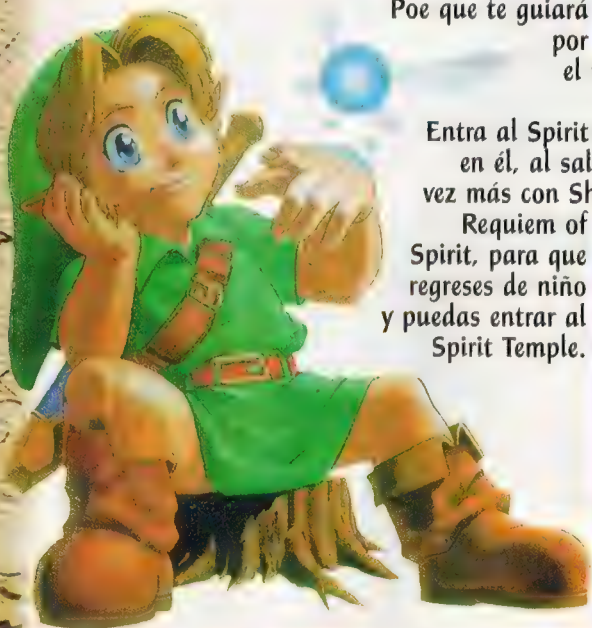 Poe que te guiará
por
el
Entra al Spirit
en él, al sal
vez más con Sh
Requiem of
Spirit, para que
regreses de niño
y puedas entrar al
Spirit Temple.